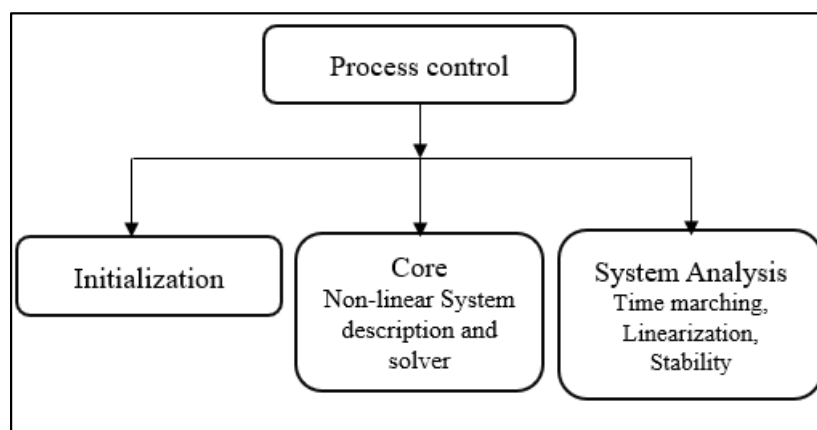 Process control
Initialization
Core
Non-linear System
description and
solver
System Analysis
Time marching,
Linearization,
Stability